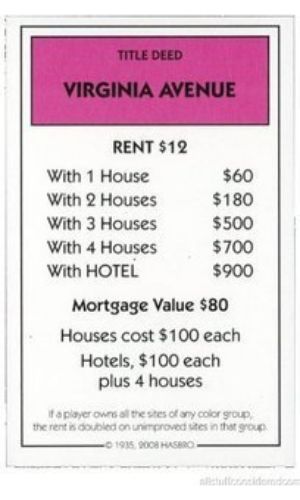 TITLE DEED
VIRGINIA AVENUE
RENT $12
With 1 House $60
With 2 Houses $180
With 3 Houses $500
With 4 Houses $700
With HOTEL $900
Mortgage Value $80
Houses cost $100 each
Hotels, $100 each
plus 4 houses
If a player owns all the sites of any color group,
the rent is doubled on unimproved sites in that group.
© 1935, 2008 HASBRO.